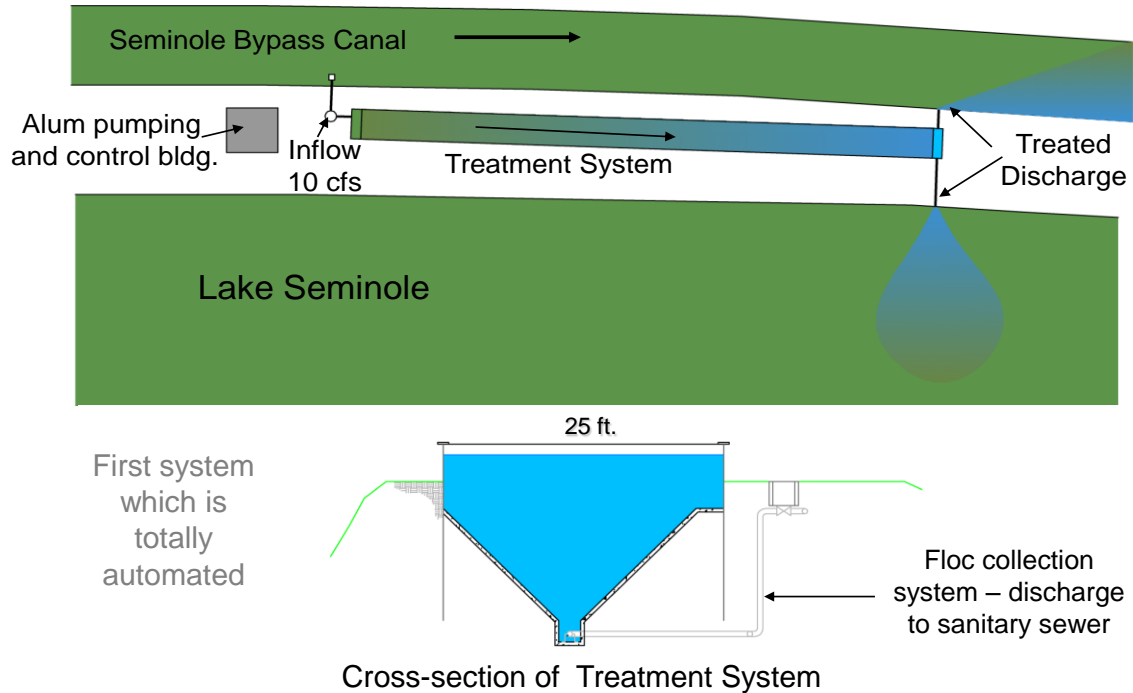 Seminole Bypass Canal
Alum pumping
and control bldg.
Inflow
10 cfs
Treatment System
Treated
Discharge
Lake Seminole
25 ft.
First system
which is
totally
automated
Floc collection
system – discharge
to sanitary sewer
Cross-section of Treatment System